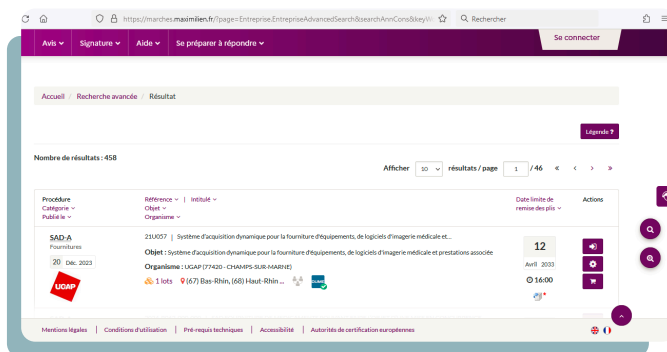 https://marches.maximilien.fr/?page=Entreprise.EntrepriseAdvancedSearch&searchAnnCons&keyW
Rechercher
Avis Signature Aide Se préparer à répondre
Se connecter
Accueil / Recherche avancée / Résultat
Légende ?
Nombre de résultats : 458
Afficher 10 résultats / page 1 / 46 « < > »
Procédure
Catégorie
Publié le
Référence | Intitulé
Objet
Organisme
Date limite de
remise des plis
Actions
SAD-A
Fournitures
20 Déc. 2023
UGAP
21U057 | Système d'acquisition dynamique pour la fourniture d'équipements, de logiciels d'imagerie médicale et...
Objet : Système d'acquisition dynamique pour la fourniture d'équipements, de logiciels d'imagerie médicale et prestations associée
Organisme : UGAP (77420 - CHAMPS-SUR-MARNE)
1 lots (67) Bas-Rhin, (68) Haut-Rhin ...
12
Avril 2033
16:00
Mentions légales | Conditions d'utilisation | Pré-requis techniques | Accessibilité | Autorités de certification européennes